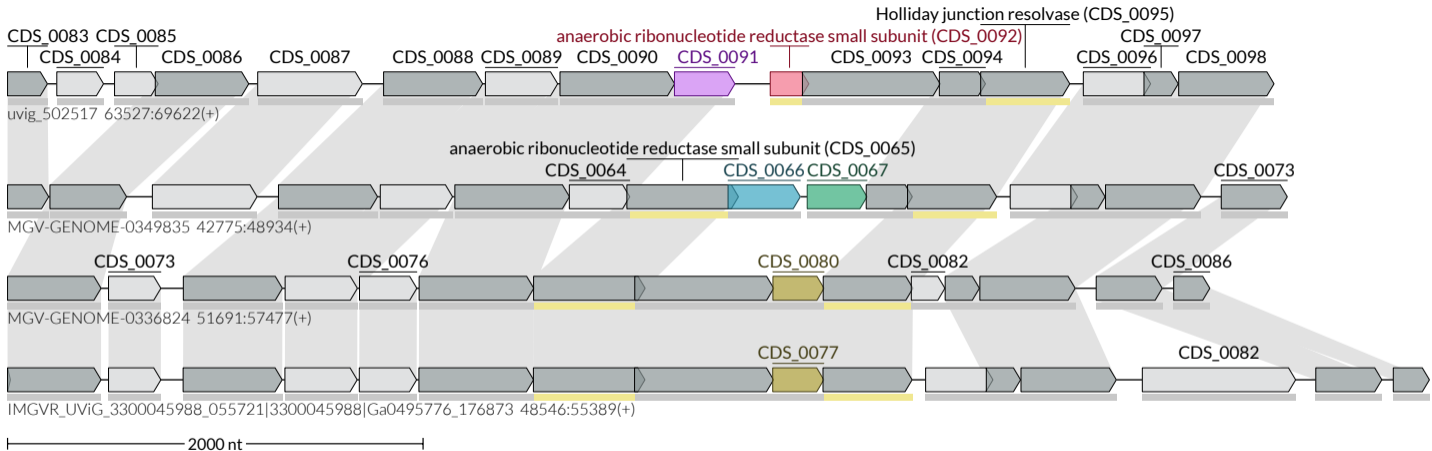 Holliday junction resolvase (CDS_0095)
CDS_0083 CDS_0085 anaerobic ribonucleotide reductase small subunit (CDS_0092) CDS_0097
CDS_0084 CDS_0086 CDS_0087 CDS_0088 CDS_0089 CDS_0090 CDS_0091 CDS_0093 CDS_0094 CDS_0096 CDS_0098
uvig_502517 63527:69622(+)
anaerobic ribonucleotide reductase small subunit (CDS_0065)
CDS_0064 CDS_0066 CDS_0067 CDS_0073
MGV-GENOME-0349835 42775:48934(+)
CDS_0073 CDS_0076 CDS_0080 CDS_0082 CDS_0086
MGV-GENOME-0336824 51691:57477(+)
CDS_0077 CDS_0082
IMGVR_UViG_3300045988_055721|3300045988|Ga0495776_176873 48546:55389(+)
2000 nt